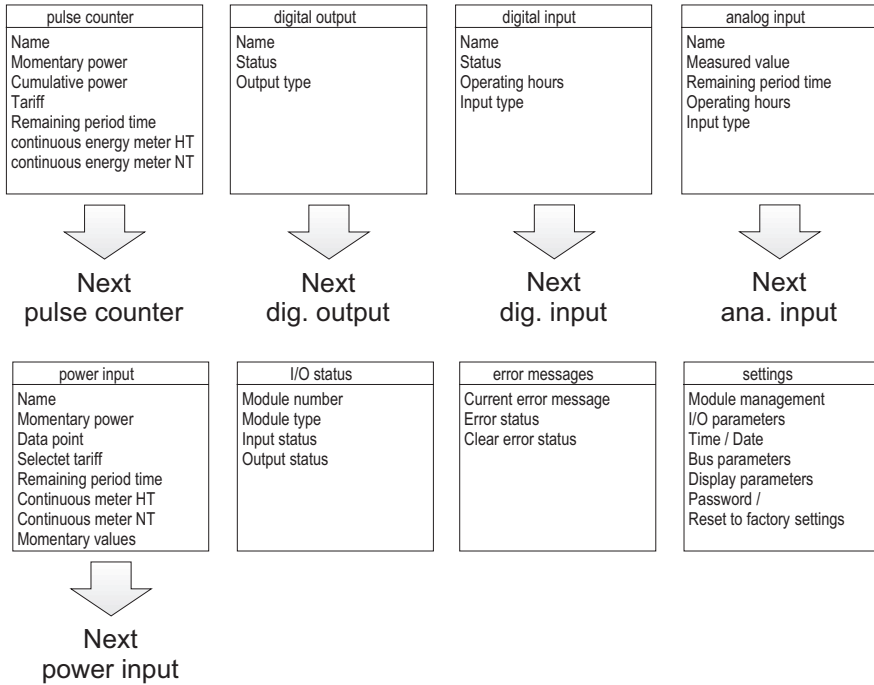 pulse counter
Name
Momentary power
Cumulative power
Tariff
Remaining period time
continuous energy meter HT
continuous energy meter NT
Next
pulse counter
digital output
Name
Status
Output type
Next
dig. output
digital input
Name
Status
Operating hours
Input type
Next
dig. input
analog input
Name
Measured value
Remaining period time
Operating hours
Input type
Next
ana. input
power input
Name
Momentary power
Data point
Selectet tariff
Remaining period time
Continuous meter HT
Continuous meter NT
Momentary values
Next
power input
I/O status
Module number
Module type
Input status
Output status
error messages
Current error message
Error status
Clear error status
settings
Module management
I/O parameters
Time / Date
Bus parameters
Display parameters
Password /
Reset to factory settings